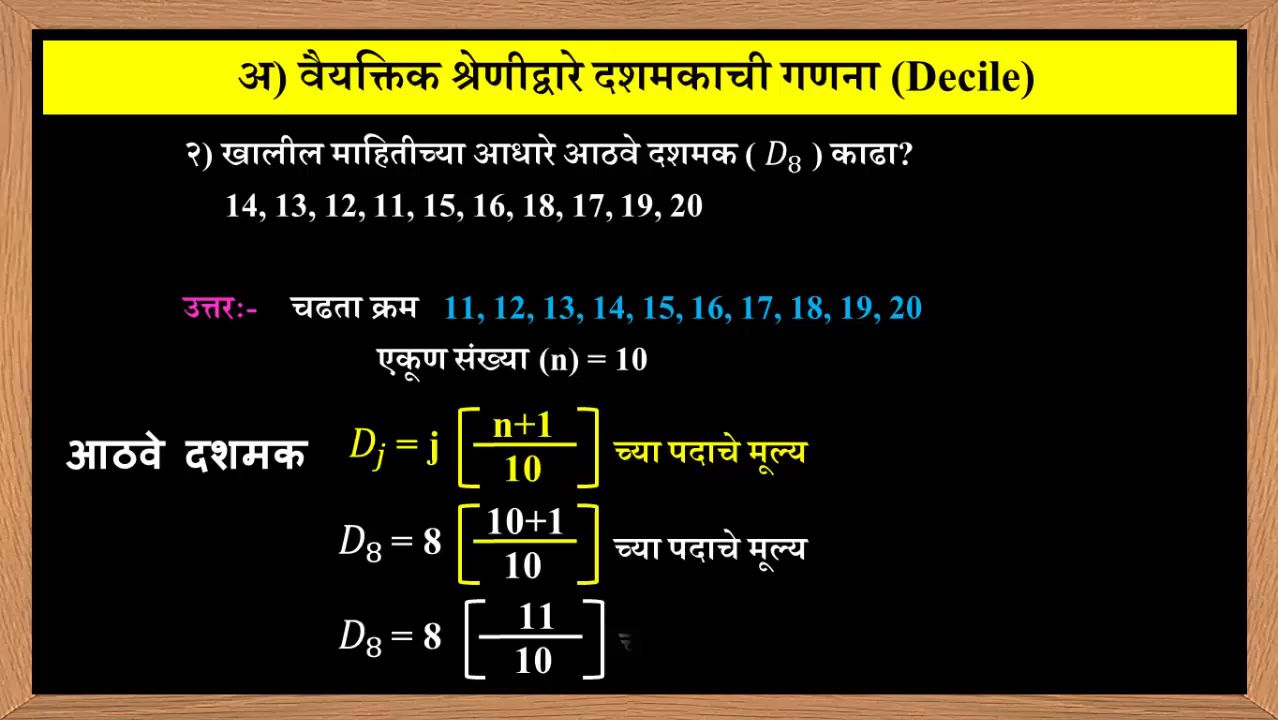 अ) वैयक्तिक श्रेणीद्वारे दशमकाची गणना (Decile)
२) खालील माहितीच्या आधारे आठवे दशमक ( D₈ ) काढा?
14, 13, 12, 11, 15, 16, 18, 17, 19, 20
उत्तरः- चढता क्रम 11, 12, 13, 14, 15, 16, 17, 18, 19, 20
एकूण संख्या (n) = 10
आठवे दशमक Dⱼ = j [ n+1 / 10 ] च्या पदाचे मूल्य
D₈ = 8 [ 10+1 / 10 ] च्या पदाचे मूल्य
D₈ = 8 [ 11 / 10 ]